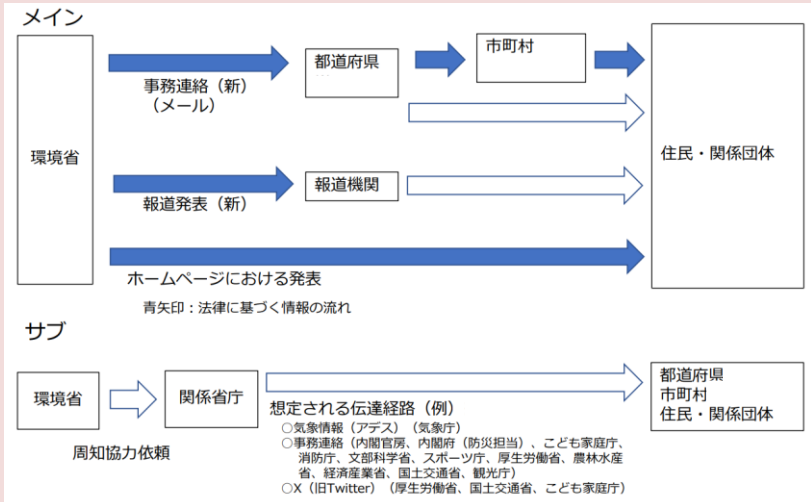 メイン
環境省
事務連絡（新）
（メール）
都道府県
市町村
住民・関係団体
報道発表（新）
報道機関
ホームページにおける発表
青矢印：法律に基づく情報の流れ
サブ
環境省
周知協力依頼
関係省庁
想定される伝達経路（例）
○気象情報（アデス）（気象庁）
○事務連絡（内閣官房、内閣府（防災担当）、こども家庭庁、
消防庁、文部科学省、スポーツ庁、厚生労働省、農林水産
省、経済産業省、国土交通省、観光庁）
○X（旧Twitter）（厚生労働省、国土交通省、こども家庭庁）
都道府県
市町村
住民・関係団体